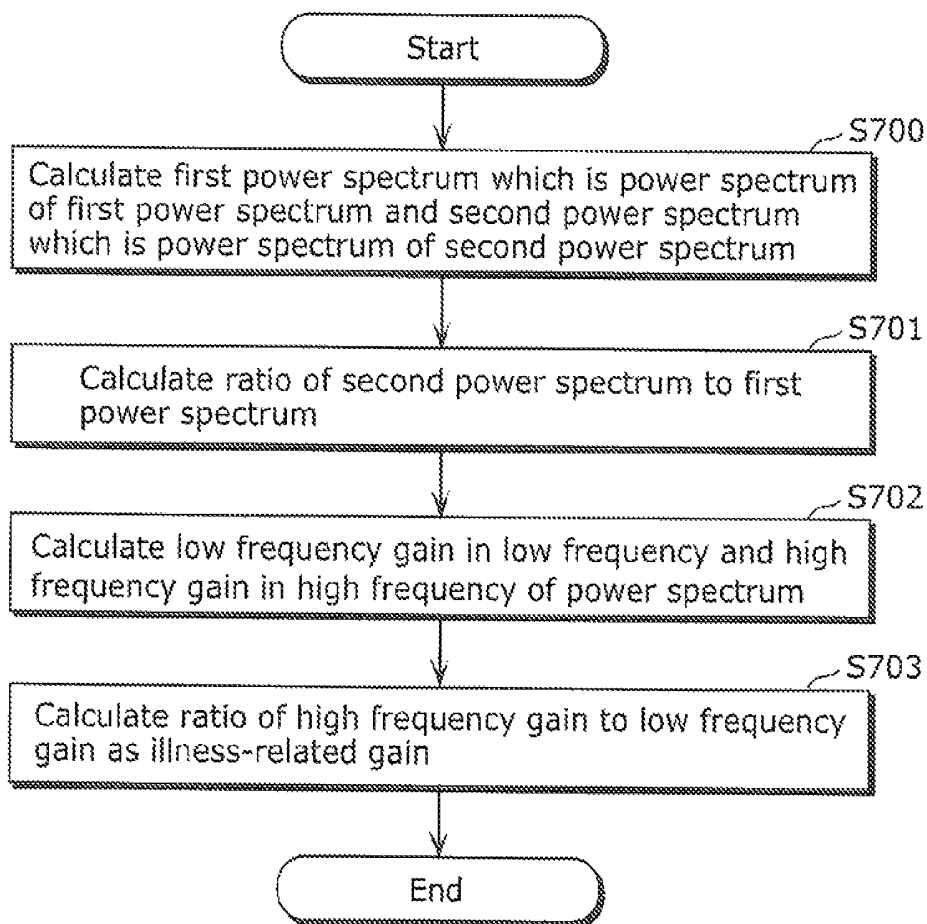 Start
S700
Calculate first power spectrum which is power spectrum
of first power spectrum and second power spectrum
which is power spectrum of second power spectrum
S701
Calculate ratio of second power spectrum to first
power spectrum
S702
Calculate low frequency gain in low frequency and high
frequency gain in high frequency of power spectrum
S703
Calculate ratio of high frequency gain to low frequency
gain as illness-related gain
End